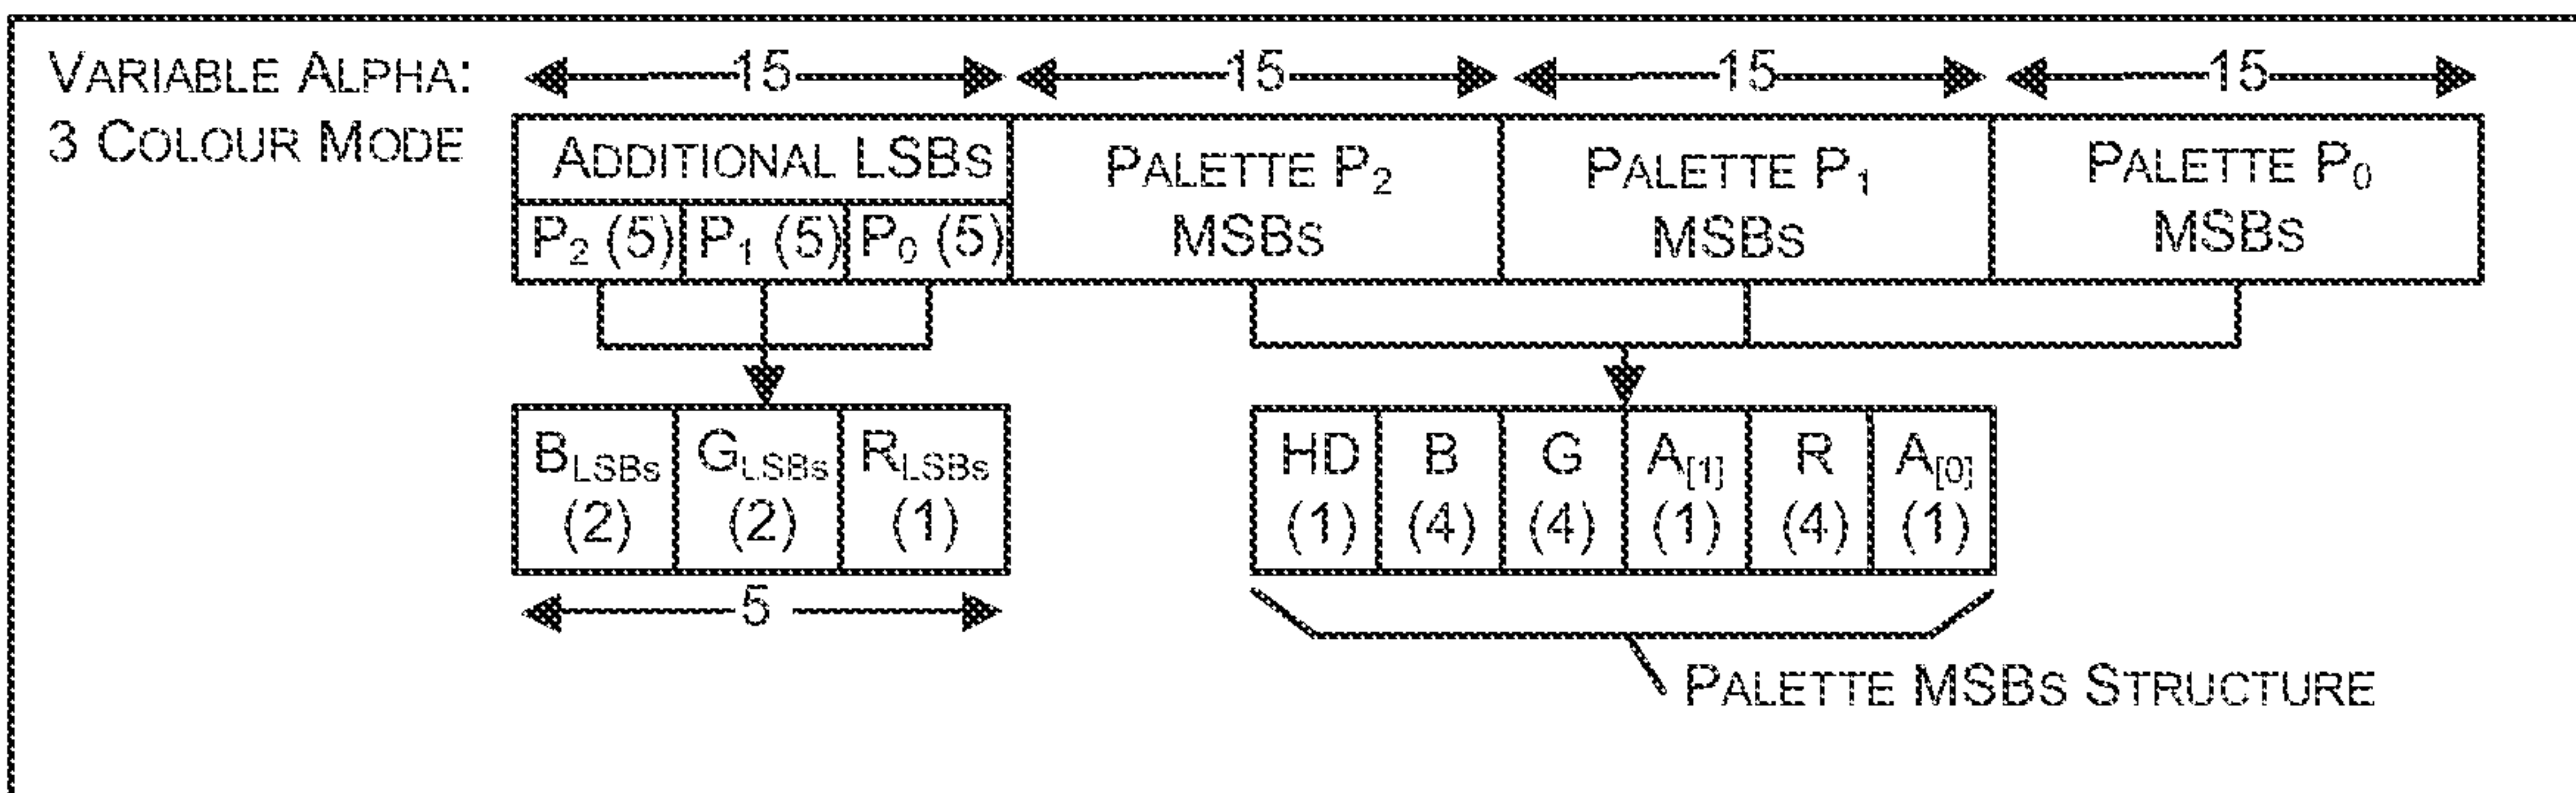 VARIABLE ALPHA:
3 COLOUR MODE
15 15 15 15
ADDITIONAL LSBs
P2 (5) P1 (5) P0 (5)
PALETTE P2
MSBs
PALETTE P1
MSBs
PALETTE P0
MSBs
BLSBs
(2)
GLSBs
(2)
RLSBs
(1)
5
HD
(1)
B
(4)
G
(4)
A[1]
(1)
R
(4)
A[0]
(1)
PALETTE MSBs STRUCTURE